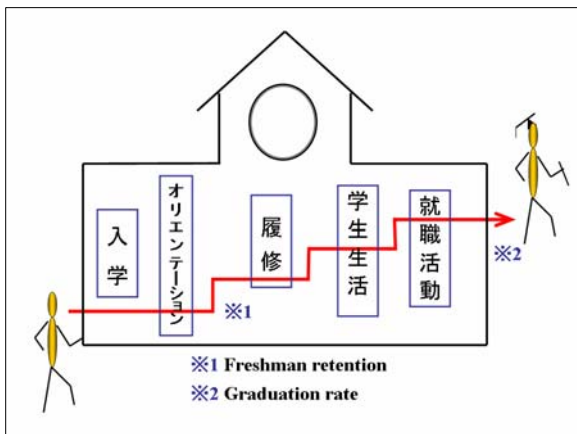 入学
オリエンテーション
履修
学生生活
就職活動
※1
※2
※1 Freshman retention
※2 Graduation rate